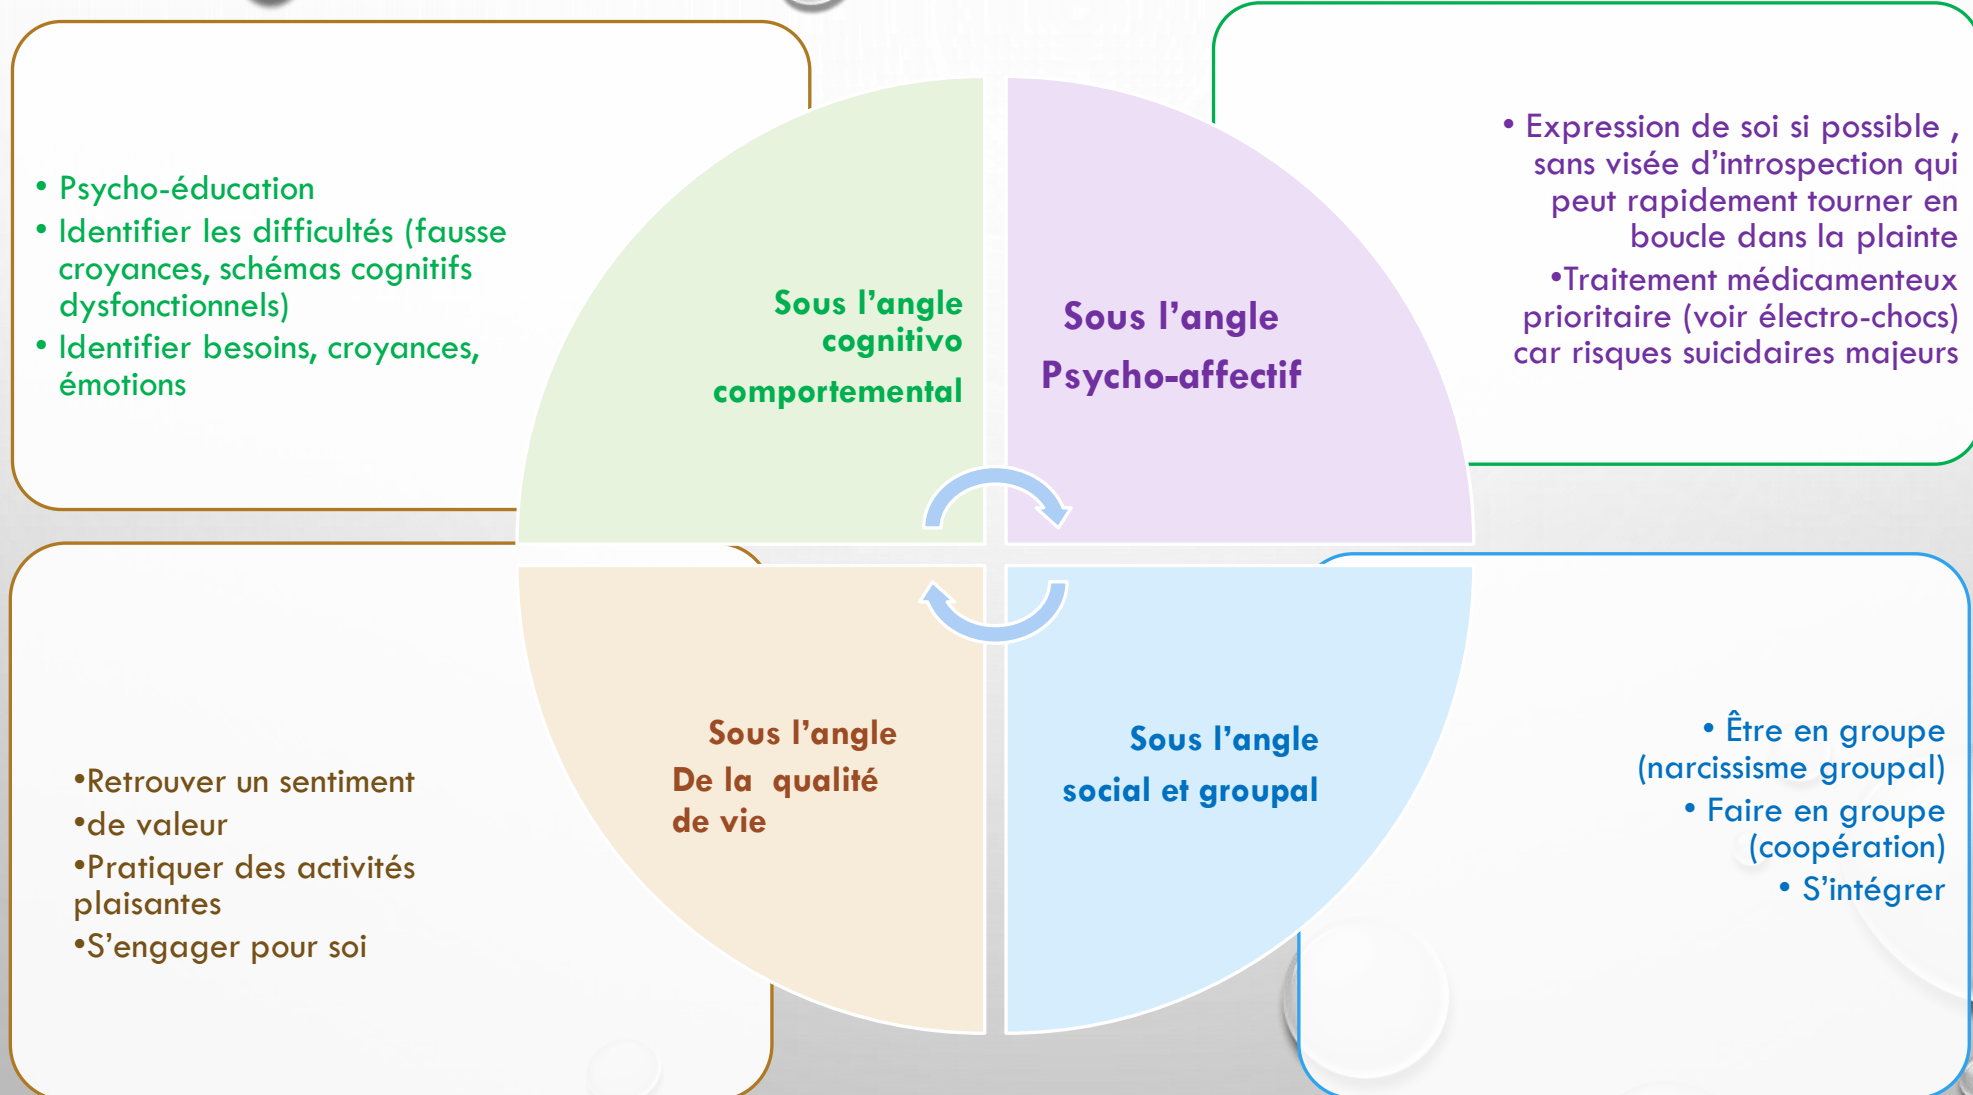 • Psycho-éducation
• Identifier les difficultés (fausse
croyances, schémas cognitifs
dysfonctionnels)
• Identifier besoins, croyances,
émotions
Sous l’angle
cognitivo
comportemental
Sous l’angle
Psycho-affectif
• Expression de soi si possible ,
sans visée d’introspection qui
peut rapidement tourner en
boucle dans la plainte
•Traitement médicamenteux
prioritaire (voir électro-chocs)
car risques suicidaires majeurs
•Retrouver un sentiment
•de valeur
•Pratiquer des activités
plaisantes
•S’engager pour soi
Sous l’angle
De la qualité
de vie
Sous l’angle
social et groupal
• Être en groupe
(narcissisme groupal)
• Faire en groupe
(coopération)
• S’intégrer